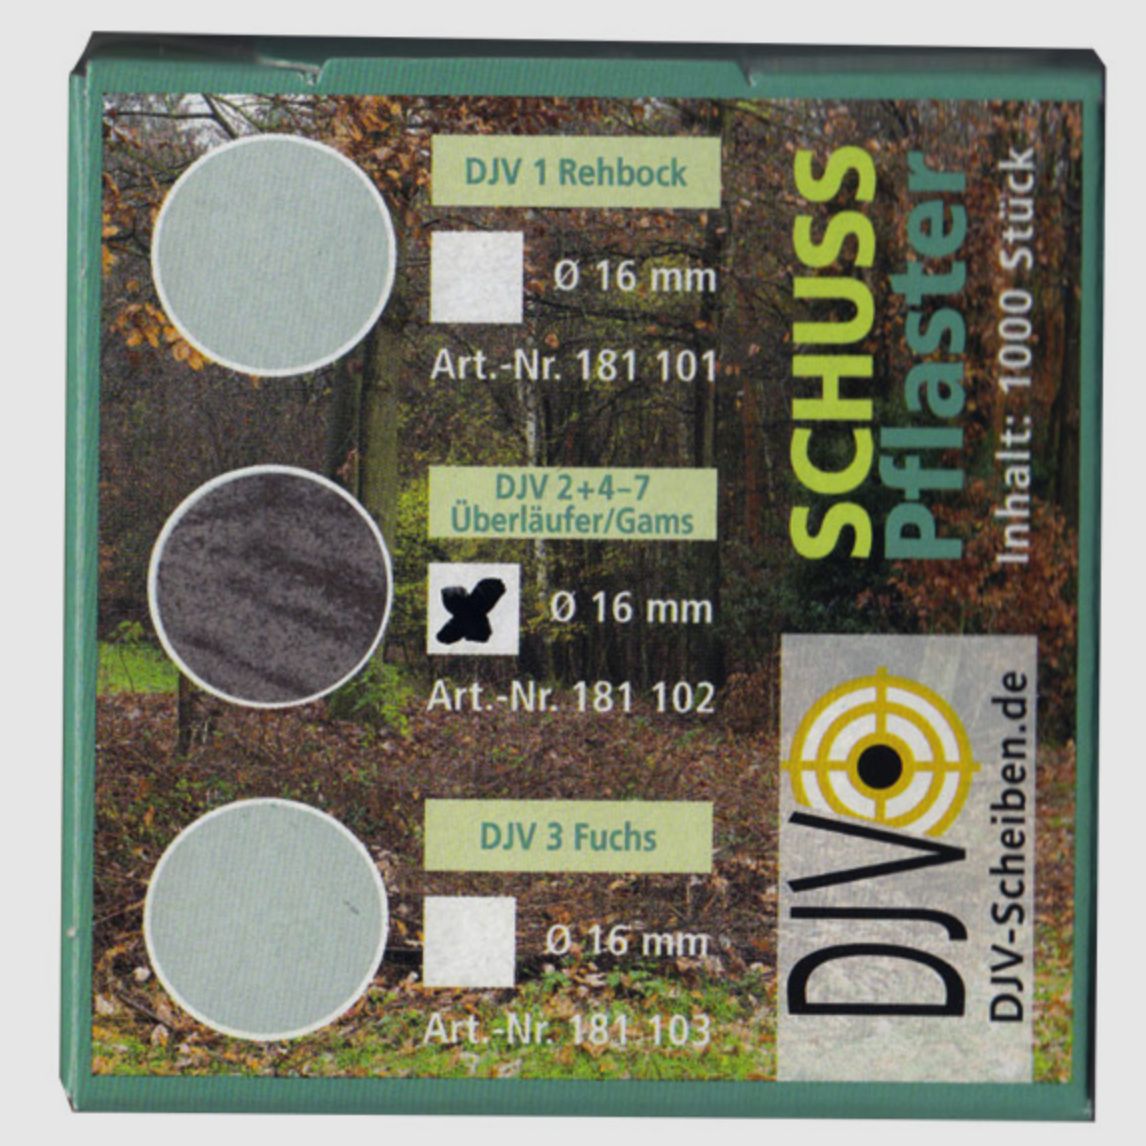 DJV 1 Rehbock
Ø 16 mm
Art.-Nr. 181 101
DJV 2+4–7
Überläufer/Gams
Ø 16 mm
Art.-Nr. 181 102
DJV 3 Fuchs
Ø 16 mm
Art.-Nr. 181 103
SCHUSS
Pflaster
Inhalt: 1000 Stück
DJV
DJV-Scheiben.de